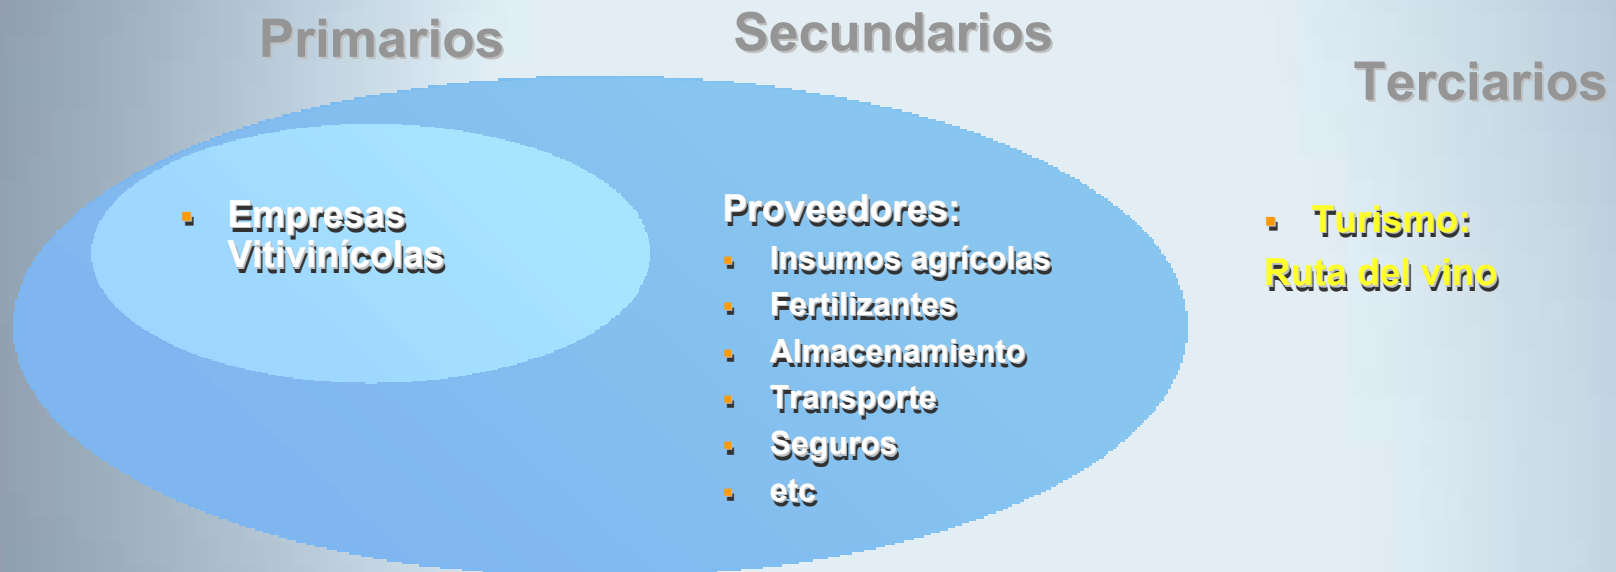 Primarios
Secundarios
Terciarios
▪ Empresas
Vitivinícolas
Proveedores:
▪ Insumos agrícolas
▪ Fertilizantes
▪ Almacenamiento
▪ Transporte
▪ Seguros
▪ etc
▪ Turismo:
Ruta del vino